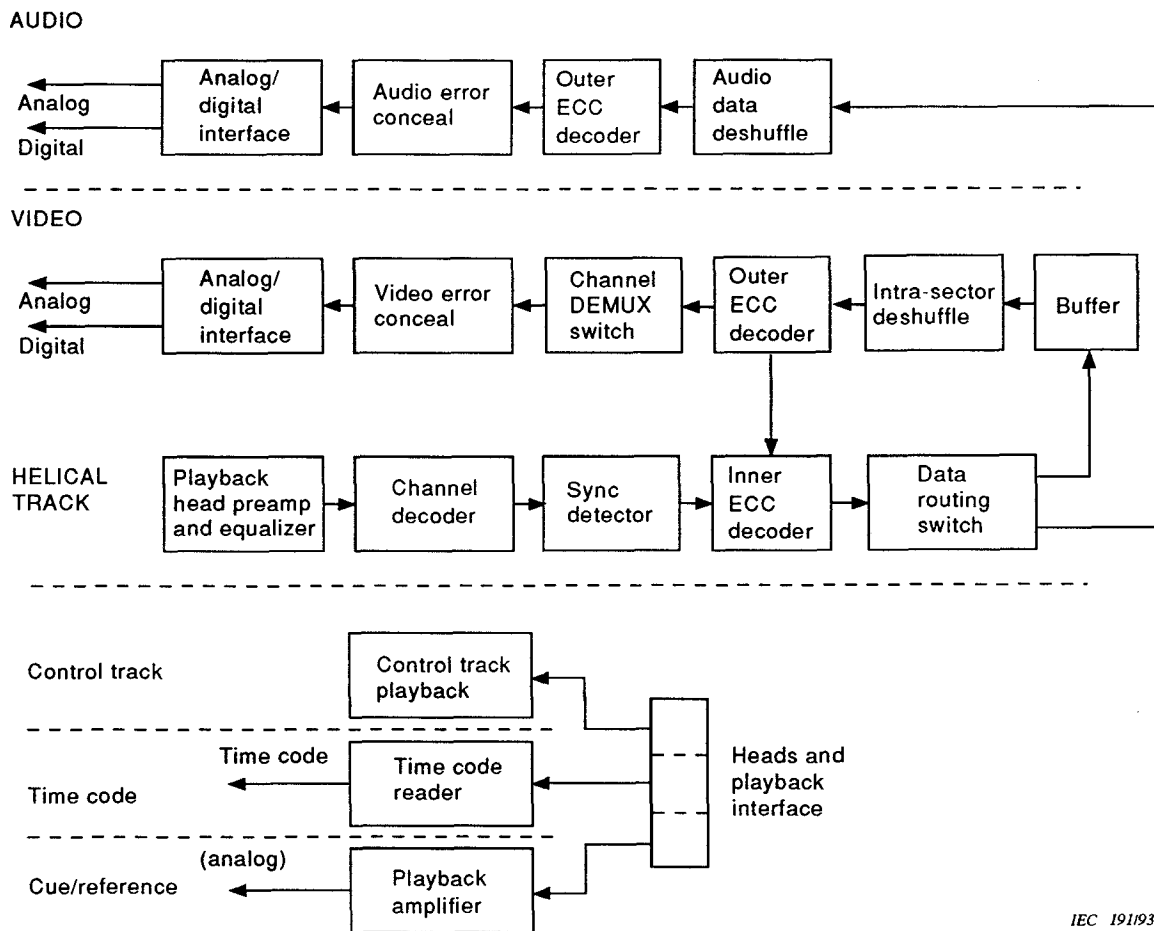 AUDIO
Analog
Digital
Analog/
digital
interface
Audio error
conceal
Outer
ECC
decoder
Audio
data
deshuffle
VIDEO
Analog
Digital
Analog/
digital
interface
Video error
conceal
Channel
DEMUX
switch
Outer
ECC
decoder
Intra-sector
deshuffle
Buffer
HELICAL
TRACK
Playback
head preamp
and equalizer
Channel
decoder
Sync
detector
Inner
ECC
decoder
Data
routing
switch
Control track
Control track
playback
Time code
Time code
Time code
reader
Heads and
playback
interface
Cue/reference
(analog)
Playback
amplifier
IEC 191/93